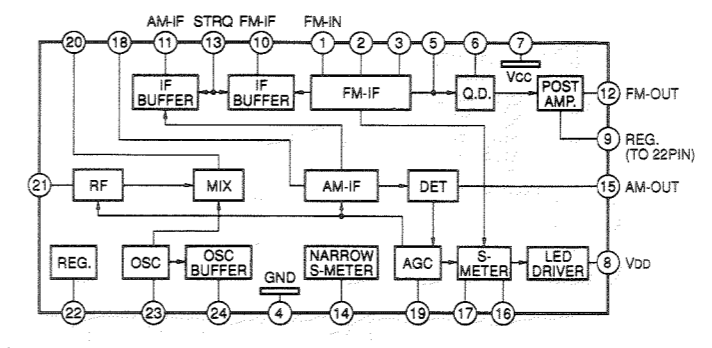 AM-IF STRQ FM-IF FM-IN
20 18 11 13 10 1 2 3 5 6 7
VCC
IF BUFFER
IF BUFFER
FM-IF
Q.D.
POST AMP.
12 FM-OUT
9 REG. (TO 22PIN)
21
RF
MIX
AM-IF
DET
15 AM-OUT
REG.
OSC
OSC BUFFER
GND
NARROW S-METER
AGC
S-METER
LED DRIVER
8 VDD
22 23 24 4 14 19 17 16